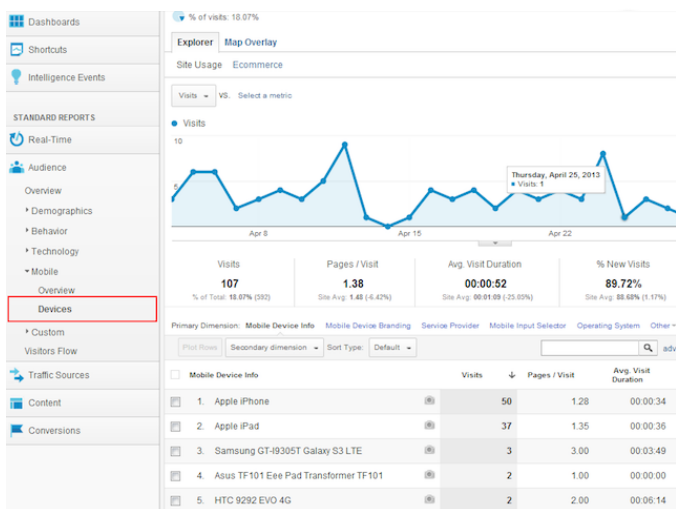 Dashboards
Shortcuts
Intelligence Events
STANDARD REPORTS
Real-Time
Audience
Overview
Demographics
Behavior
Technology
Mobile
Overview
Devices
Custom
Visitors Flow
Traffic Sources
Content
Conversions
% of visits: 18.07%
Explorer Map Overlay
Site Usage Ecommerce
Visits VS. Select a metric
Visits
10
5
Thursday, April 25, 2013
Visits: 1
Apr 8 Apr 15 Apr 22
Visits Pages / Visit Avg. Visit Duration % New Visits
107 1.38 00:00:52 89.72%
% of Total: 18.07% (592) Site Avg: 1.48 (-6.42%) Site Avg: 00:01:09 (-25.05%) Site Avg: 88.68% (1.17%)
Primary Dimension: Mobile Device Info Mobile Device Branding Service Provider Mobile Input Selector Operating System Other
Plot Rows Secondary dimension Sort Type: Default adv
Mobile Device Info Visits Pages / Visit Avg. Visit
Duration
1. Apple iPhone 50 1.28 00:00:34
2. Apple iPad 37 1.35 00:00:36
3. Samsung GT-I9305T Galaxy S3 LTE 3 3.00 00:03:49
4. Asus TF101 Eee Pad Transformer TF101 2 1.00 00:00:00
5. HTC 9292 EVO 4G 2 2.00 00:06:14